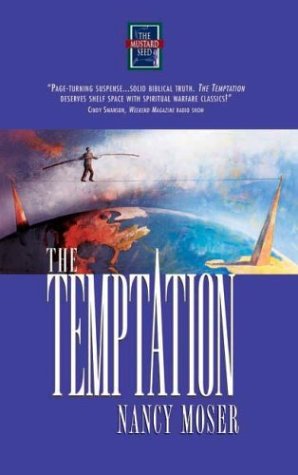 THE
MUSTARD
SEED
"PAGE-TURNING SUSPENSE...SOLID BIBLICAL TRUTH. THE TEMPTATION
DESERVES SHELF SPACE WITH SPIRITUAL WARFARE CLASSICS!"
CINDY SWANSON, WEEKEND MAGAZINE RADIO SHOW
THE
TEMPTATION
NANCY MOSER